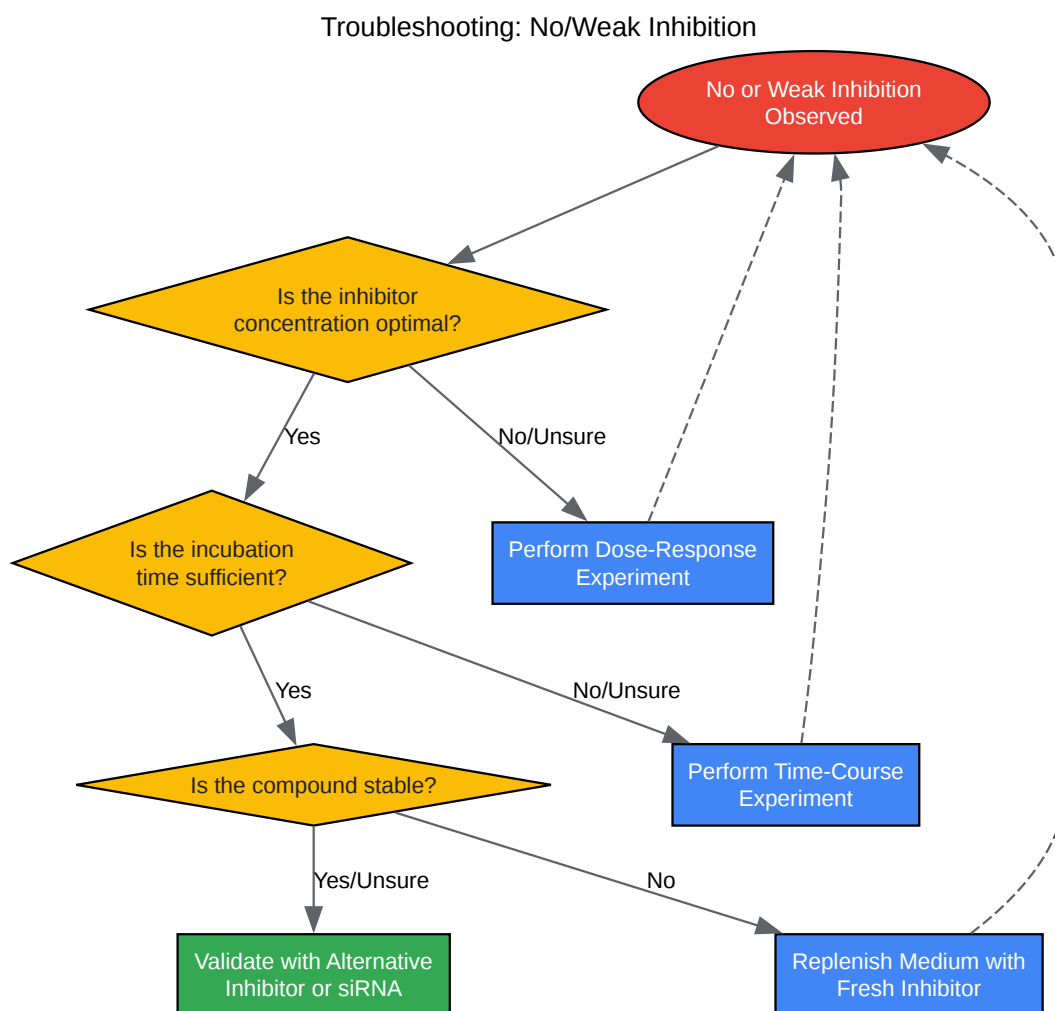 Troubleshooting: No/Weak Inhibition
No or Weak Inhibition
Observed
Is the inhibitor
concentration optimal?
Yes
No/Unsure
Is the incubation
time sufficient?
Perform Dose-Response
Experiment
Yes
No/Unsure
Is the compound stable?
Perform Time-Course
Experiment
Yes/Unsure
No
Validate with Alternative
Inhibitor or siRNA
Replenish Medium with
Fresh Inhibitor